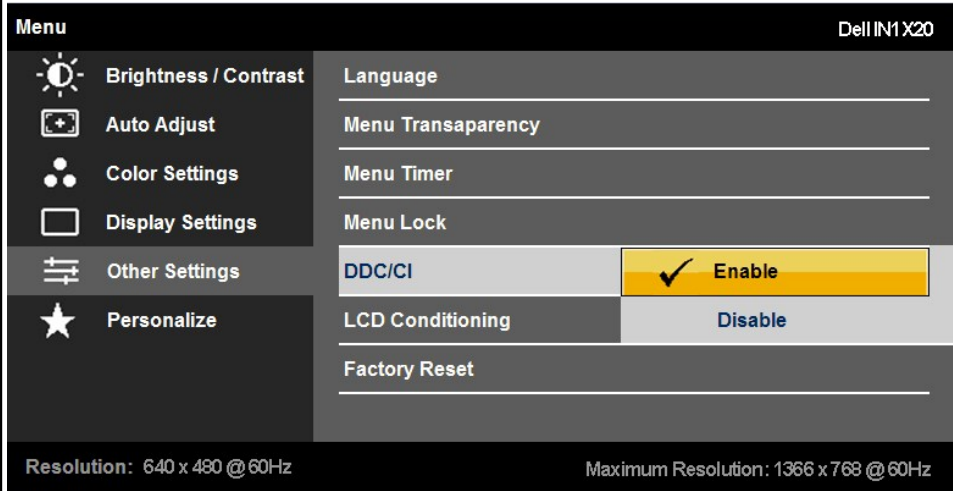 Menu
Dell IN1X20
Brightness / Contrast
Auto Adjust
Color Settings
Display Settings
Other Settings
Personalize
Language
Menu Transaparency
Menu Timer
Menu Lock
DDC/CI
Enable
Disable
LCD Conditioning
Factory Reset
Resolution: 640 x 480 @60Hz
Maximum Resolution: 1366 x 768 @60Hz